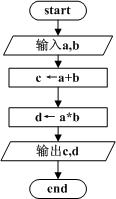 start
输入a,b
c ←a+b
d← a*b
输出c,d
end